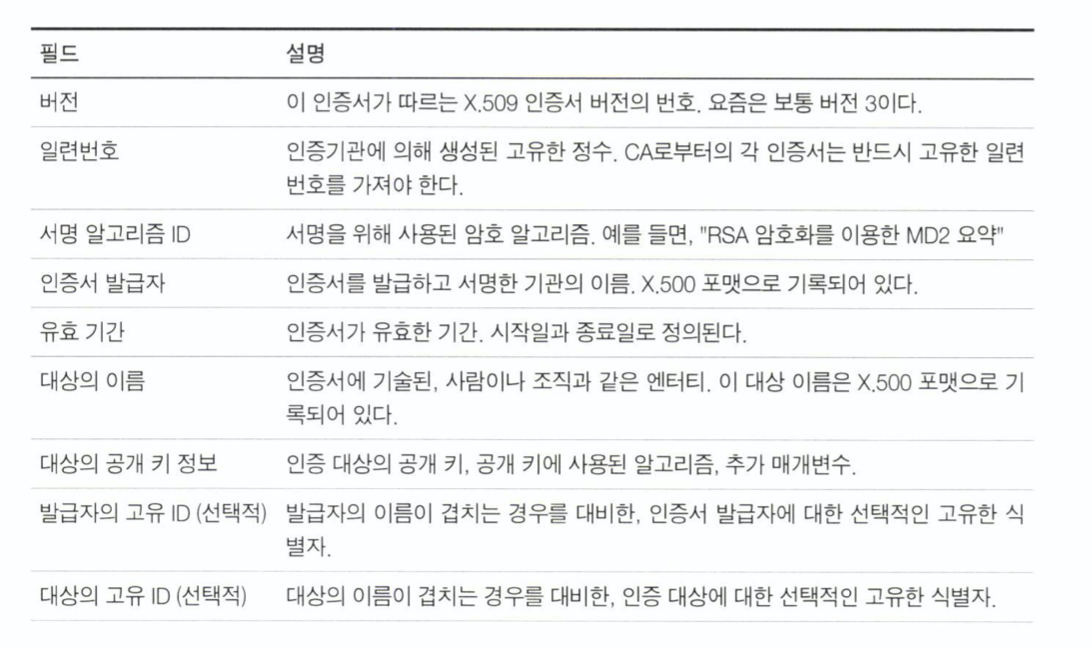 필드 설명
버전 이 인증서가 따르는 X.509 인증서 버전의 번호. 요즘은 보통 버전 3이다.
일련번호 인증기관에 의해 생성된 고유한 정수. CA로부터의 각 인증서는 반드시 고유한 일련
번호를 가져야 한다.
서명 알고리즘 ID 서명을 위해 사용된 암호 알고리즘. 예를 들면, "RSA 암호화를 이용한 MD2 요약"
인증서 발급자 인증서를 발급하고 서명한 기관의 이름. X.500 포맷으로 기록되어 있다.
유효 기간 인증서가 유효한 기간. 시작일과 종료일로 정의된다.
대상의 이름 인증서에 기술된, 사람이나 조직과 같은 엔터티. 이 대상 이름은 X.500 포맷으로 기
록되어 있다.
대상의 공개 키 정보 인증 대상의 공개 키, 공개 키에 사용된 알고리즘, 추가 매개변수.
발급자의 고유 ID (선택적) 발급자의 이름이 겹치는 경우를 대비한, 인증서 발급자에 대한 선택적인 고유한 식
별자.
대상의 고유 ID (선택적) 대상의 이름이 겹치는 경우를 대비한, 인증 대상에 대한 선택적인 고유한 식별자.